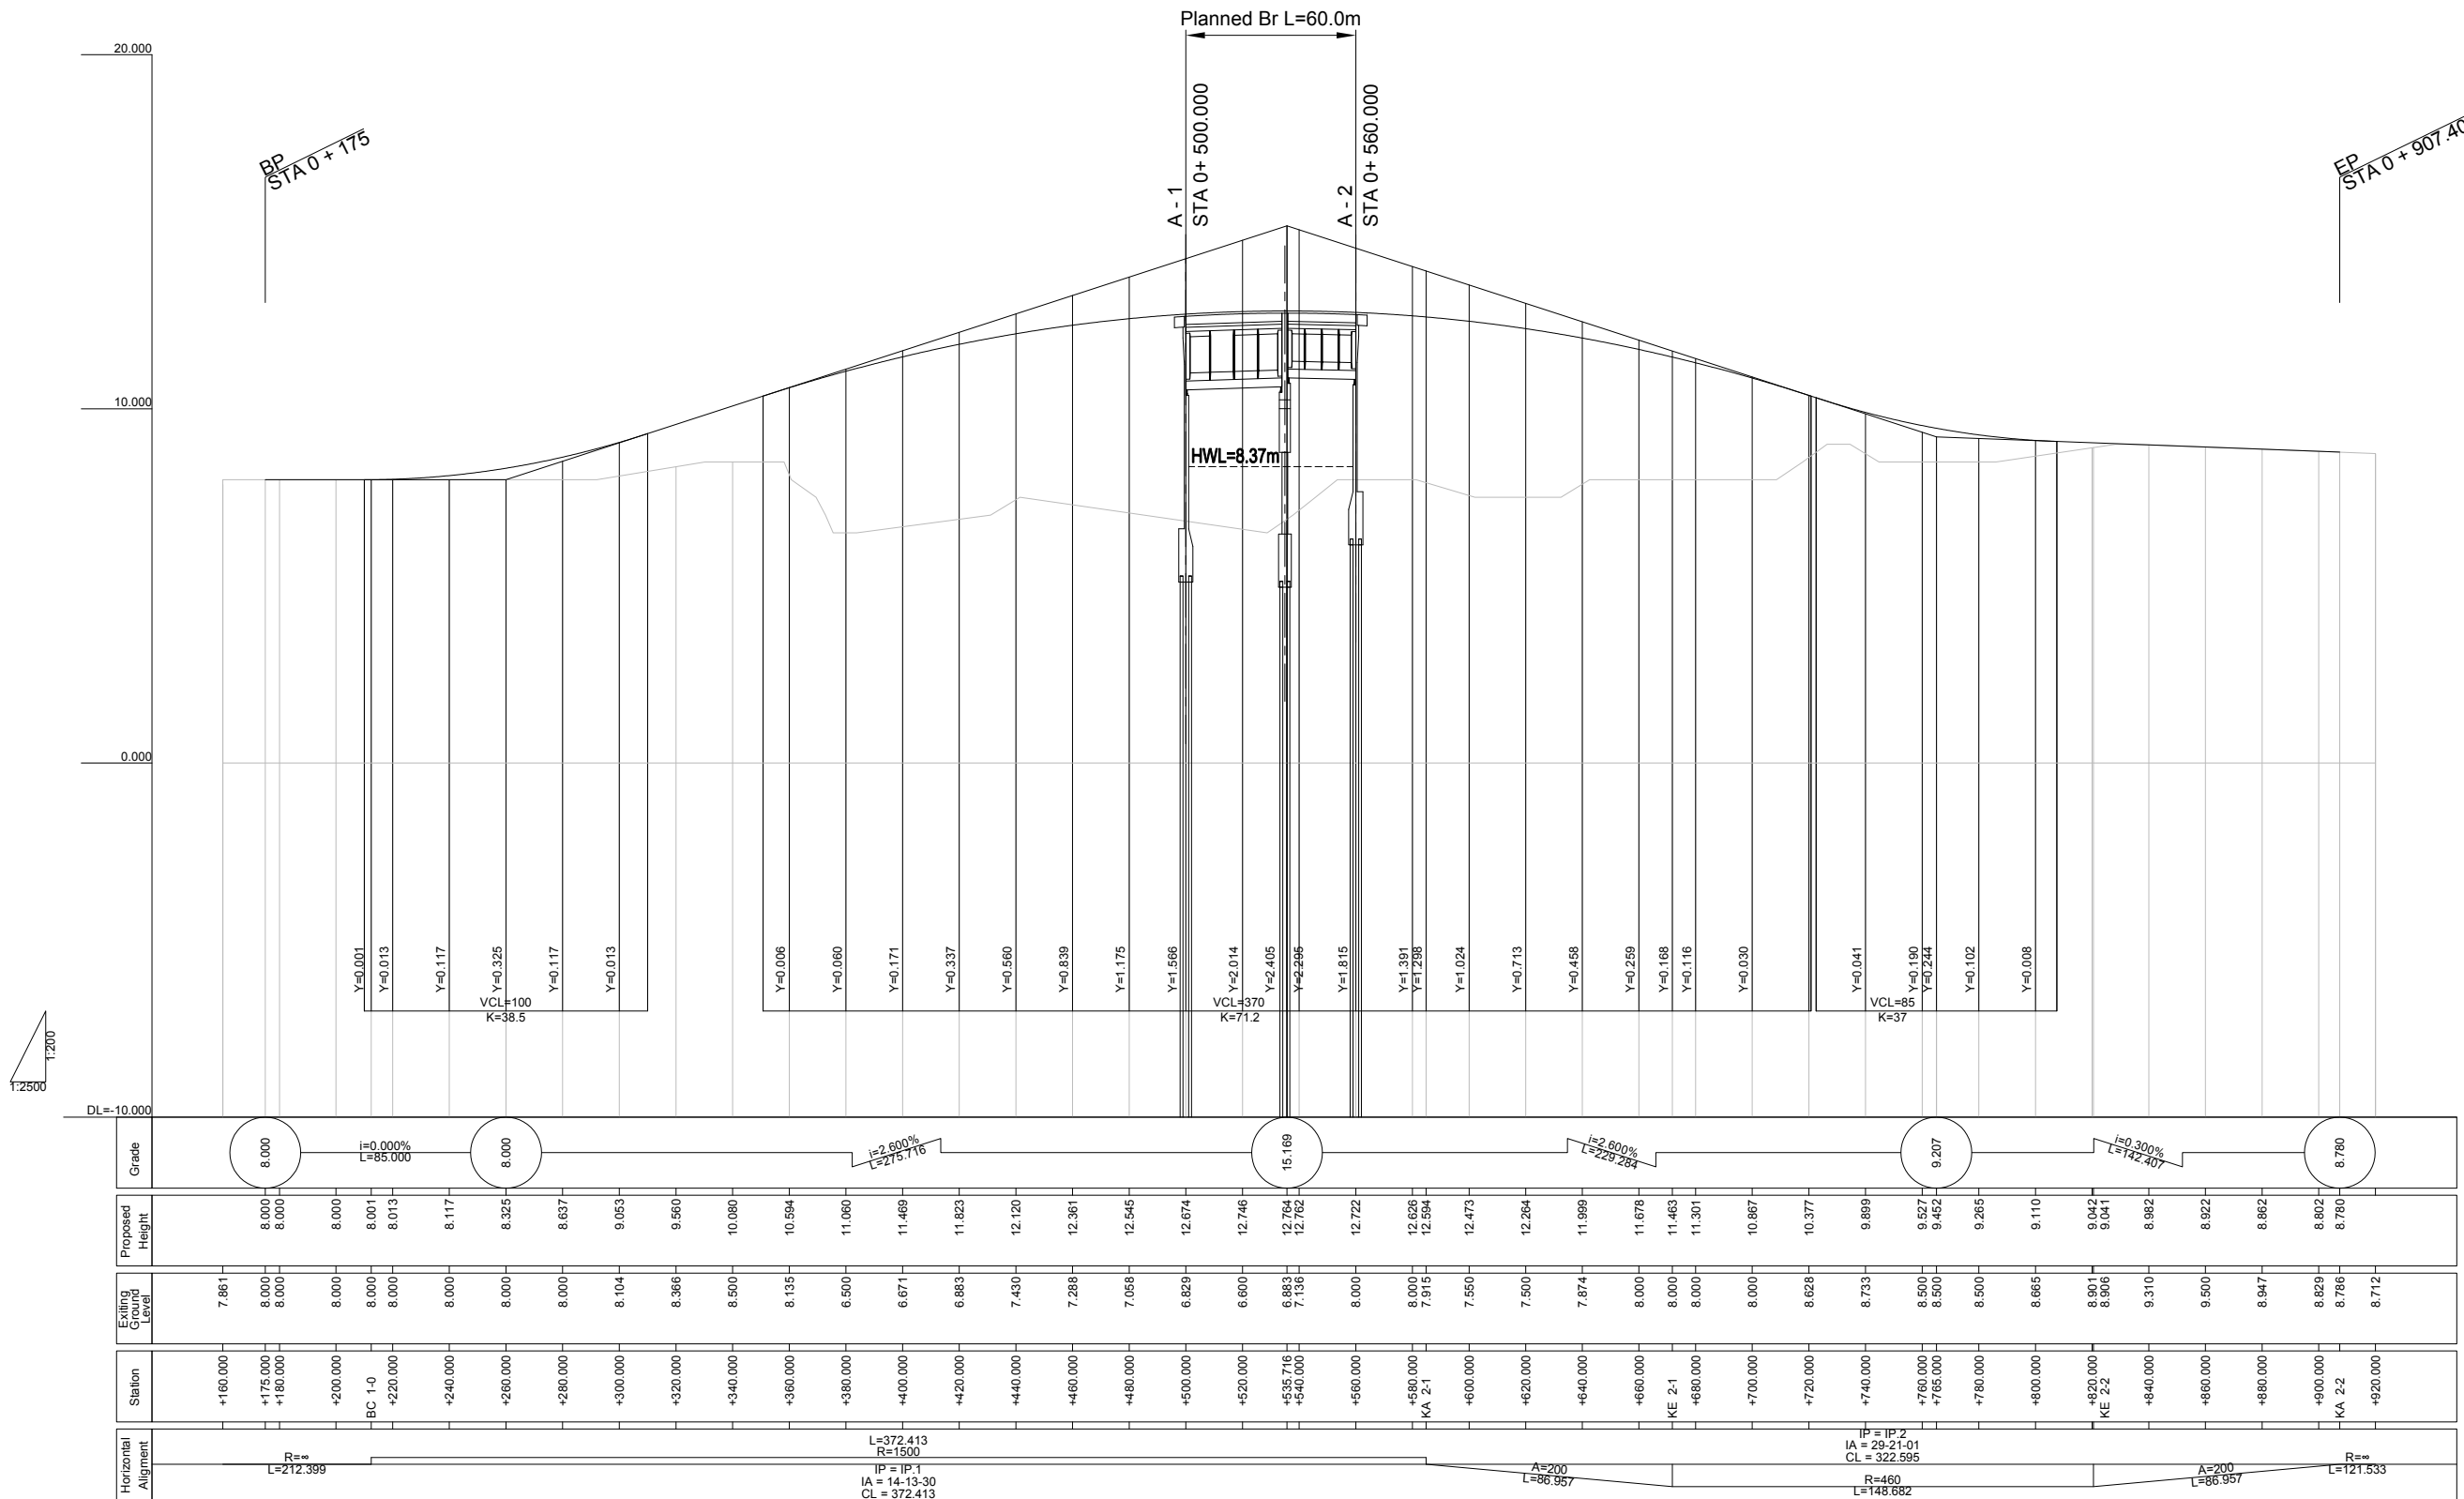 Planned Br L=60.0m
20.000
10.000
0.000
DL=-10.000
BP
STA 0 + 175
A - 1
STA 0+ 500.000
A - 2
STA 0+ 560.000
EP
STA 0 + 907.40
HWL=8.37m
Y=0.001
Y=0.013
Y=0.117
Y=0.325
Y=0.117
Y=0.013
Y=0.006
Y=0.060
Y=0.171
Y=0.337
Y=0.560
Y=0.839
Y=1.175
Y=1.566
Y=2.014
Y=2.405
Y=2.295
Y=1.815
Y=1.391
Y=1.298
Y=1.024
Y=0.713
Y=0.458
Y=0.259
Y=0.168
Y=0.116
Y=0.030
Y=0.041
Y=0.190
Y=0.244
Y=0.102
Y=0.008
VCL=100
K=38.5
VCL=370
K=71.2
VCL=85
K=37
1:200
1:2500
Grade
8.000
i=0.000%
L=85.000
8.000
i=2.600%
L=275.716
15.169
i=2.600%
L=229.284
9.207
i=0.300%
L=142.407
8.780
Proposed
Height
8.000
8.000
8.000
8.001
8.013
8.117
8.325
8.637
9.053
9.560
10.080
10.594
11.060
11.469
11.823
12.120
12.361
12.545
12.674
12.746
12.764
12.762
12.722
12.626
12.594
12.473
12.264
11.999
11.678
11.463
11.301
10.867
10.377
9.899
9.527
9.452
9.265
9.110
9.042
9.041
8.982
8.922
8.862
8.802
8.780
Exiting
Ground
Level
7.861
8.000
8.000
8.000
8.000
8.000
8.000
8.000
8.000
8.104
8.366
8.500
8.135
6.500
6.671
6.883
7.430
7.288
7.058
6.829
6.600
6.883
7.136
8.000
8.000
7.915
7.550
7.500
7.874
8.000
8.000
8.000
8.000
8.628
8.733
8.500
8.500
8.500
8.665
8.901
8.906
9.310
9.500
8.947
8.829
8.786
8.712
Station
+160.000
+175.000
+180.000
+200.000
BC 1-0
+220.000
+240.000
+260.000
+280.000
+300.000
+320.000
+340.000
+360.000
+380.000
+400.000
+420.000
+440.000
+460.000
+480.000
+500.000
+520.000
+535.716
+540.000
+560.000
+580.000
KA 2-1
+600.000
+620.000
+640.000
+660.000
KE 2-1
+680.000
+700.000
+720.000
+740.000
+760.000
+765.000
+780.000
+800.000
+820.000
KE 2-2
+840.000
+860.000
+880.000
+900.000
KA 2-2
+920.000
Horizontal
Aligment
R=∞
L=212.399
L=372.413
R=1500
IP = IP.1
IA = 14-13-30
CL = 372.413
A=200
L=86.957
IP = IP.2
IA = 29-21-01
CL = 322.595
R=460
L=148.682
A=200
L=86.957
R=∞
L=121.533